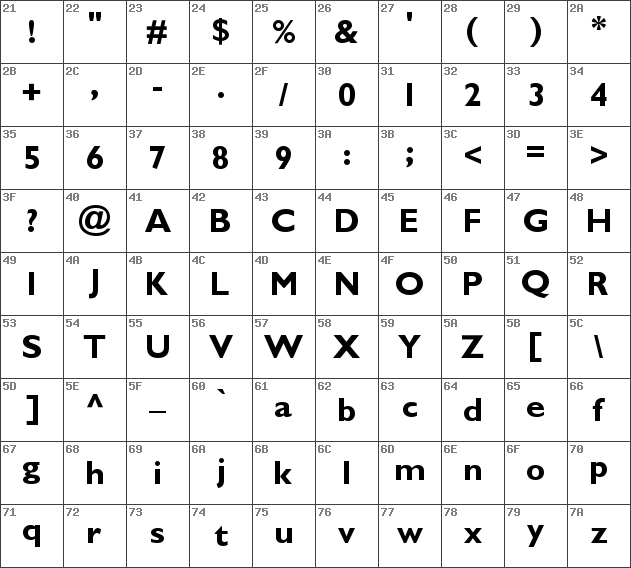 21 22 23 24 25 26 27 28 29 2A
! " # $ % & ' ( ) *
2B 2C 2D 2E 2F 30 31 32 33 34
+ , - . / 0 1 2 3 4
35 36 37 38 39 3A 3B 3C 3D 3E
5 6 7 8 9 : ; < = >
3F 40 41 42 43 44 45 46 47 48
? @ A B C D E F G H
49 4A 4B 4C 4D 4E 4F 50 51 52
I J K L M N O P Q R
53 54 55 56 57 58 59 5A 5B 5C
S T U V W X Y Z [ \
5D 5E 5F 60 61 62 63 64 65 66
] ^ _ ` a b c d e f
67 68 69 6A 6B 6C 6D 6E 6F 70
g h i j k l m n o p
71 72 73 74 75 76 77 78 79 7A
q r s t u v w x y z